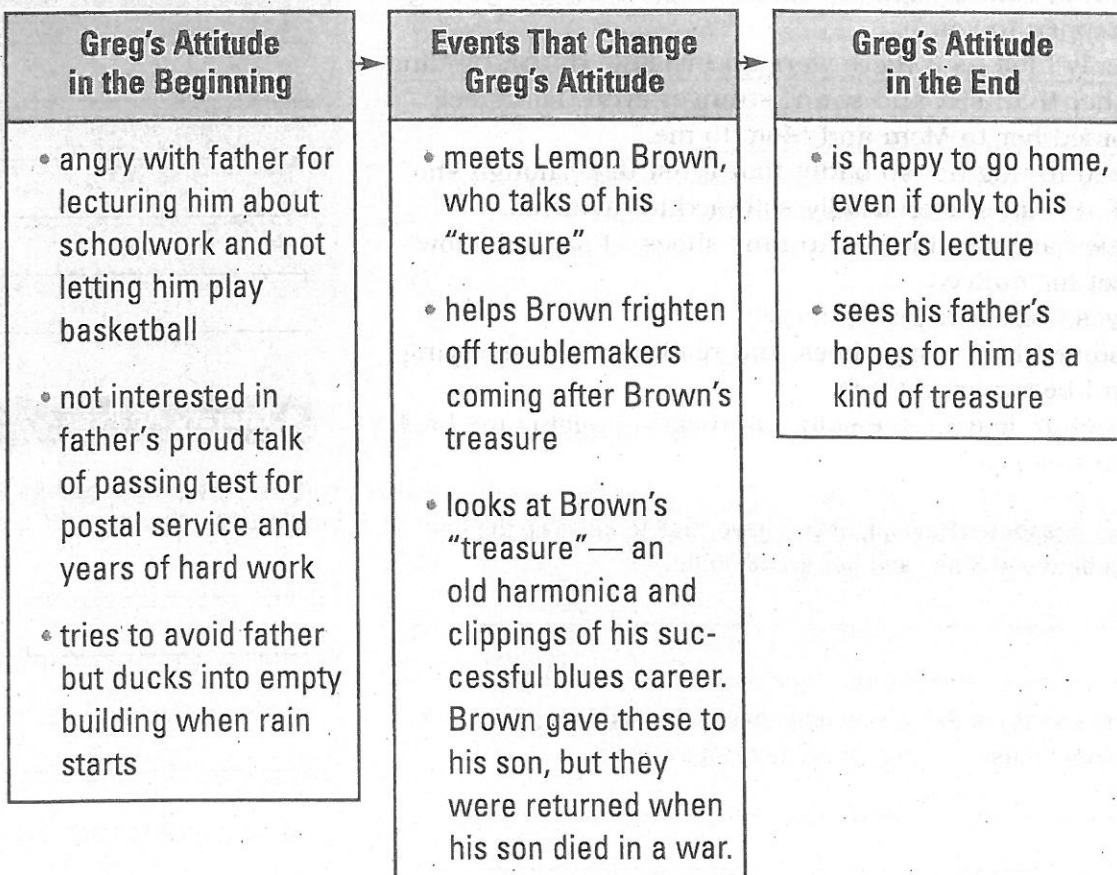 Greg's Attitude
in the Beginning
• angry with father for
lecturing him about
schoolwork and not
letting him play
basketball
• not interested in
father's proud talk
of passing test for
postal service and
years of hard work
• tries to avoid father
but ducks into empty
building when rain
starts
Events That Change
Greg's Attitude
• meets Lemon Brown,
who talks of his
"treasure"
• helps Brown frighten
off troublemakers
coming after Brown's
treasure
• looks at Brown's
"treasure"— an
old harmonica and
clippings of his suc-
cessful blues career.
Brown gave these to
his son, but they
were returned when
his son died in a war.
Greg's Attitude
in the End
• is happy to go home,
even if only to his
father's lecture
• sees his father's
hopes for him as a
kind of treasure